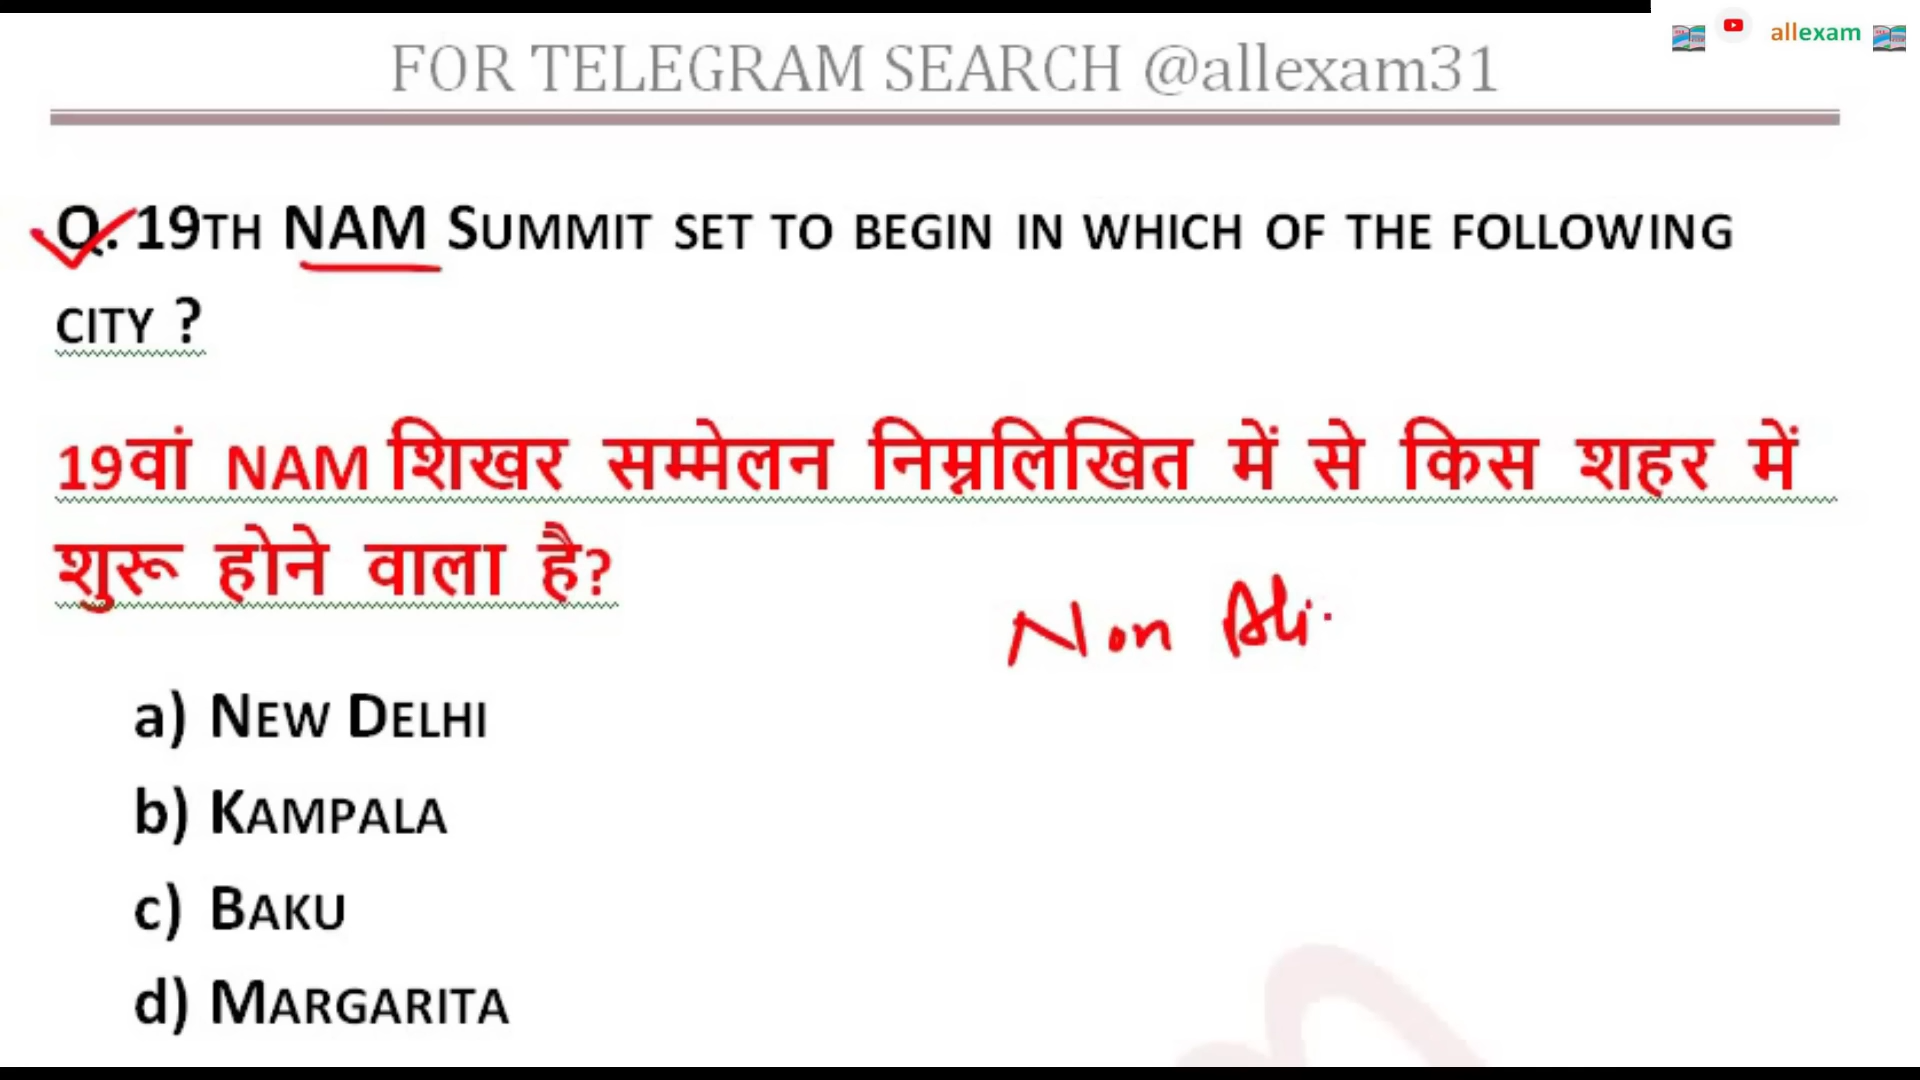 allexam
FOR TELEGRAM SEARCH @allexam31
Q. 19TH NAM SUMMIT SET TO BEGIN IN WHICH OF THE FOLLOWING
CITY ?
19वां NAM शिखर सम्मेलन निम्नलिखित में से किस शहर में
शुरू होने वाला है?
Non Ali
a) NEW DELHI
b) KAMPALA
c) BAKU
d) MARGARITA